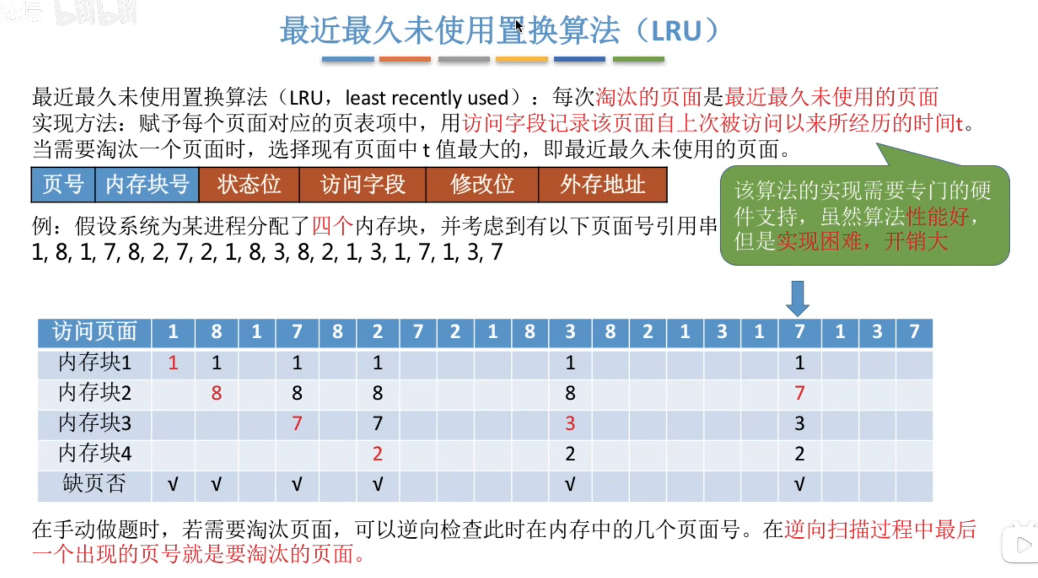 最近最久未使用置换算法（LRU）
最近最久未使用置换算法（LRU，least recently used）：每次淘汰的页面是最近最久未使用的页面
实现方法：赋予每个页面对应的页表项中，用访问字段记录该页面自上次被访问以来所经历的时间t。
当需要淘汰一个页面时，选择现有页面中 t 值最大的，即最近最久未使用的页面。
页号 内存块号 状态位 访问字段 修改位 外存地址
该算法的实现需要专门的硬
件支持，虽然算法性能好，
但是实现困难，开销大
例：假设系统为某进程分配了四个内存块，并考虑到有以下页面号引用串
1, 8, 1, 7, 8, 2, 7, 2, 1, 8, 3, 8, 2, 1, 3, 1, 7, 1, 3, 7
访问页面 1 8 1 7 8 2 7 2 1 8 3 8 2 1 3 1 7 1 3 7
内存块1 1 1 1 1 1 1
内存块2 8 8 8 8 7
内存块3 7 7 3 3
内存块4 2 2 2
缺页否 √ √ √ √ √ √
在手动做题时，若需要淘汰页面，可以逆向检查此时在内存中的几个页面号。在逆向扫描过程中最后
一个出现的页号就是要淘汰的页面。